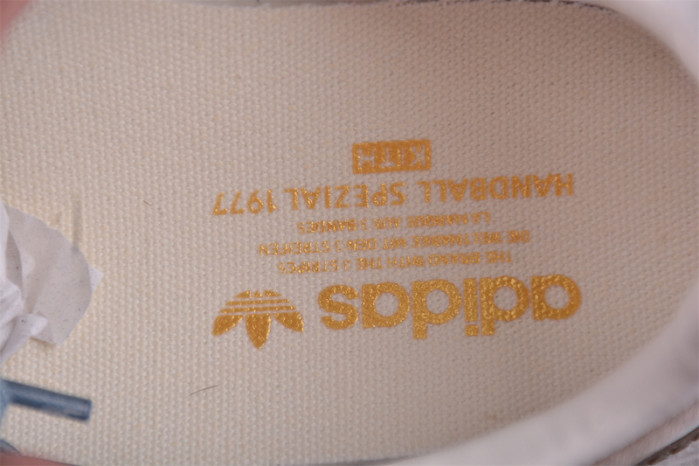 adidas
THE BRAND WITH THE 3 STRIPES
DIE WELTMARKE MIT DEN 3 STREIFEN
LA MARQUE AUX 3 BANDES
HANDBALL SPEZIAL 1977
KITH